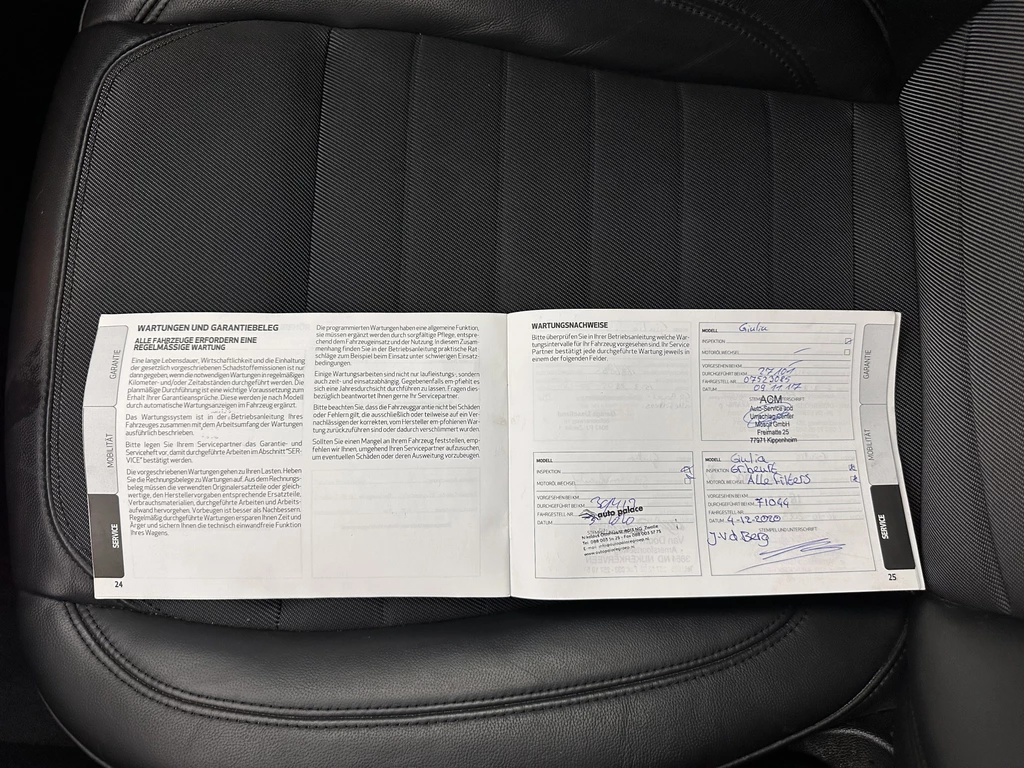 WARTUNGEN UND GARANTIEBELEG
ALLE FAHRZEUGE ERFORDERN EINE
REGELMÄSSIGE WARTUNG
Eine lange Lebensdauer, Wirtschaftlichkeit und die Einhaltung
der gesetzlich vorgeschriebenen Schadstoffemissionen ist nur
dann gegeben, wenn die notwendigen Wartungen in regelmäßigen
Kilometer- und/oder Zeitabständen durchgeführt werden. Die
planmäßige Durchführung ist eine wichtige Voraussetzung zum
Erhalt Ihrer Garantieansprüche. Diese werden je nach Modell
durch automatische Wartungsanzeigen im Fahrzeug ergänzt.
Das Wartungssystem ist in der Betriebsanleitung Ihres
Fahrzeuges zusammen mit dem Arbeitsumfang der Wartungen
ausführlich beschrieben.
Bitte legen Sie Ihrem Servicepartner das Garantie- und
Serviceheft vor, damit durchgeführte Arbeiten im Abschnitt "SER-
VICE" bestätigt werden.
Die vorgeschriebenen Wartungen gehen zu Ihren Lasten. Heben
Sie die Rechnungsbelege zu Wartungen auf. Aus dem Rechnungs-
beleg müssen die verwendeten Originalersatzteile oder gleich-
wertige, den Herstellervorgaben entsprechende Ersatzteile,
Verbrauchsmaterialien, durchgeführte Arbeiten und Arbeits-
aufwand hervorgehen. Vorbeugen ist besser als Nachbessern.
Regelmäßig durchgeführte Wartungen ersparen Ihnen Zeit und
Ärger und sichern Ihnen die technisch einwandfreie Funktion
Ihres Wagens.
Die programmierten Wartungen haben eine allgemeine Funktion,
sie müssen ergänzt werden durch sorgfältige Pflege, entspre-
chend dem Fahrzeugeinsatz und der Nutzung. In diesem Zusam-
menhang finden Sie in der Betriebsanleitung praktische Rat
schläge zum Beispiel beim Einsatz unter schwierigen Einsatz-
bedingungen.
Einige Wartungsarbeiten sind nicht nur laufleistungs-, sondern
auch zeit- und einsatzabhängig. Gegebenenfalls empfiehlt es
sich eine Jahresdurchsicht durchführen zu lassen. Fragen dies-
bezüglich beantwortet Ihnen gerne Ihr Servicepartner.
Bitte beachten Sie, dass die Fahrzeuggarantie nicht bei Schäden
oder Fehlern gilt, die ausschließlich oder teilweise auf ein Ver-
nachlässigen der korrekten, vom Hersteller empfohlenen Wartung
zurückzuführen sind oder dadurch verschlimmert wurden.
Sollten Sie einen Mangel an Ihrem Fahrzeug feststellen, emp-
fehlen wir Ihnen, umgehend Ihren Servicepartner aufzusuchen,
um eventuellen Schäden oder deren Ausweitung vorzubeugen.
GARANTIE
MOBILITÄT
SERVICE
24
WARTUNGSNACHWEISE
Bitte überprüfen Sie in Ihrer Betriebsanleitung welche War-
tungsintervalle für Ihr Fahrzeug vorgesehen sind. Ihr Service
Partner bestätigt jede durchgeführte Wartung jeweils in
einem der folgenden Felder.
MODELL Giulia
INSPEKTION
MOTORÖLWECHSEL
VORGESEHEN BEI KM
DURCHGEFÜHRT BEI KM 27101
FAHRGESTELL NR. 07523085
DATUM 09.11.17
ACM
Auto-Service and
Umschlag Center
Freimatte 25
77971 Kippenheim
MODELL
INSPEKTION
MOTORÖLWECHSEL
VORGESEHEN BEI KM
DURCHGEFÜHRT BEI KM
FAHRGESTELL NR.
DATUM
auto palace
MODELL Giulia
INSPEKTION Gr. beurt
MOTORÖLWECHSEL Alle Filters
VORGESEHEN BEI KM
DURCHGEFÜHRT BEI KM 71044
FAHRGESTELL NR.
DATUM 4-12-2020
STEMPEL UND UNTERSCHRIFT
J. v d Berg
GARANTIE
MOBILITÄT
SERVICE
25